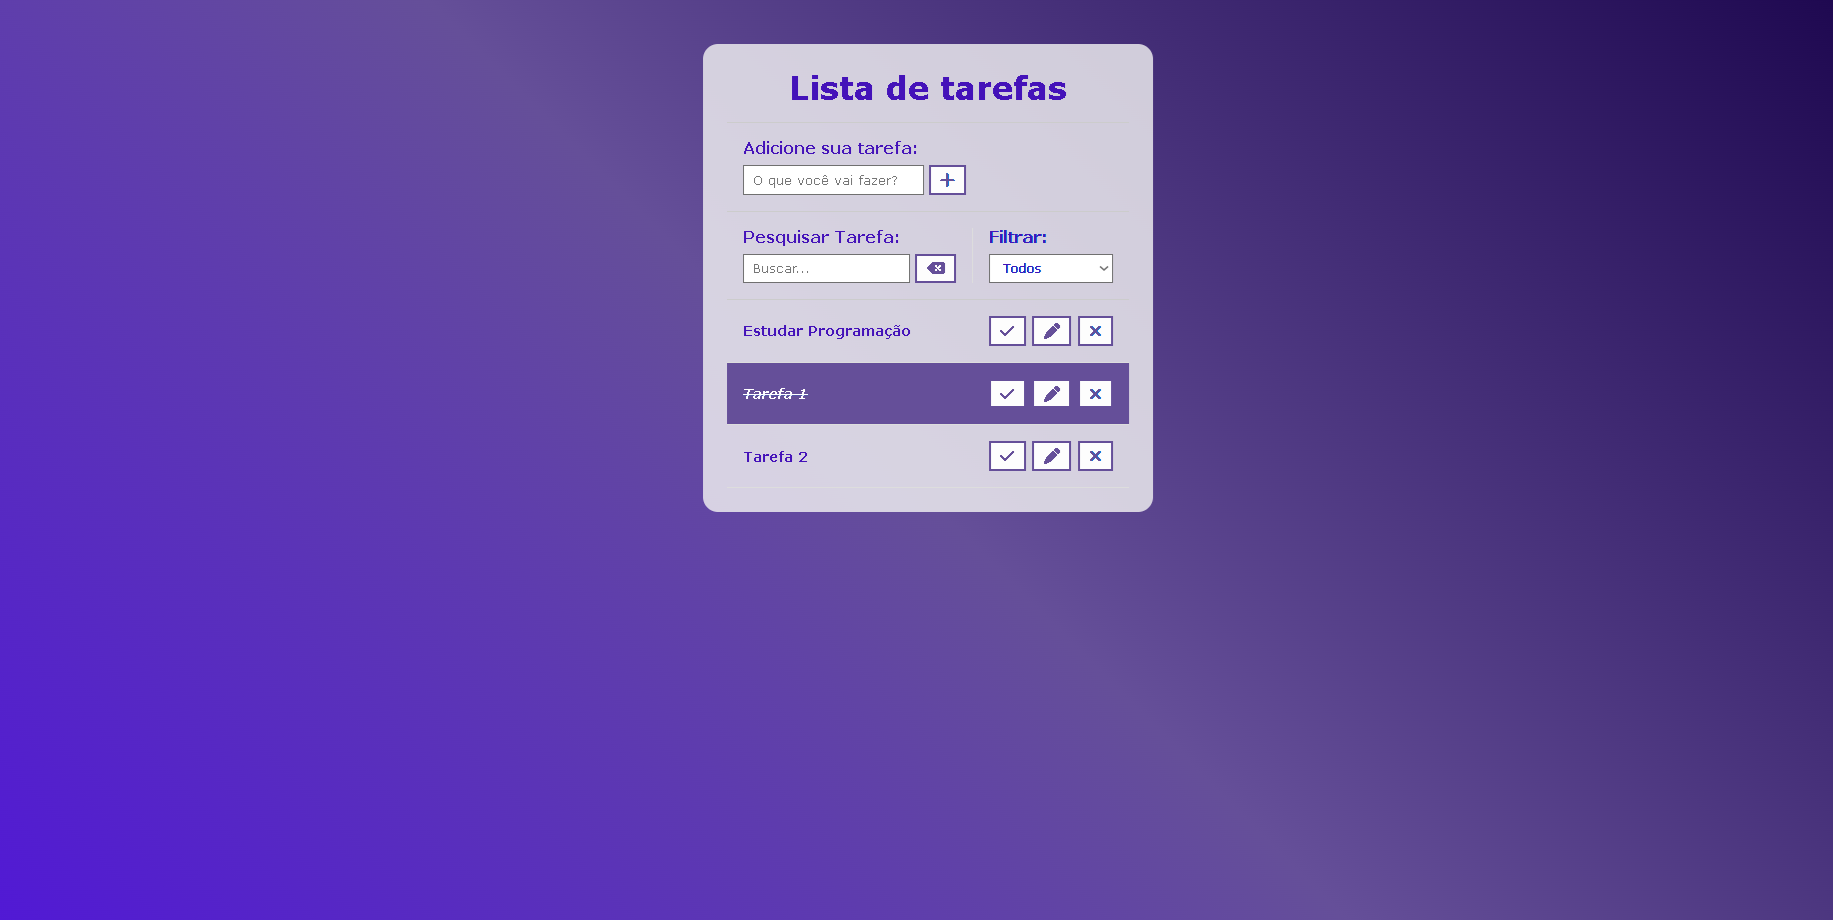 Lista de tarefas
Adicione sua tarefa:
O que você vai fazer?
Pesquisar Tarefa:
Filtrar:
Buscar...
Todos
Estudar Programação
Tarefa 1
Tarefa 2